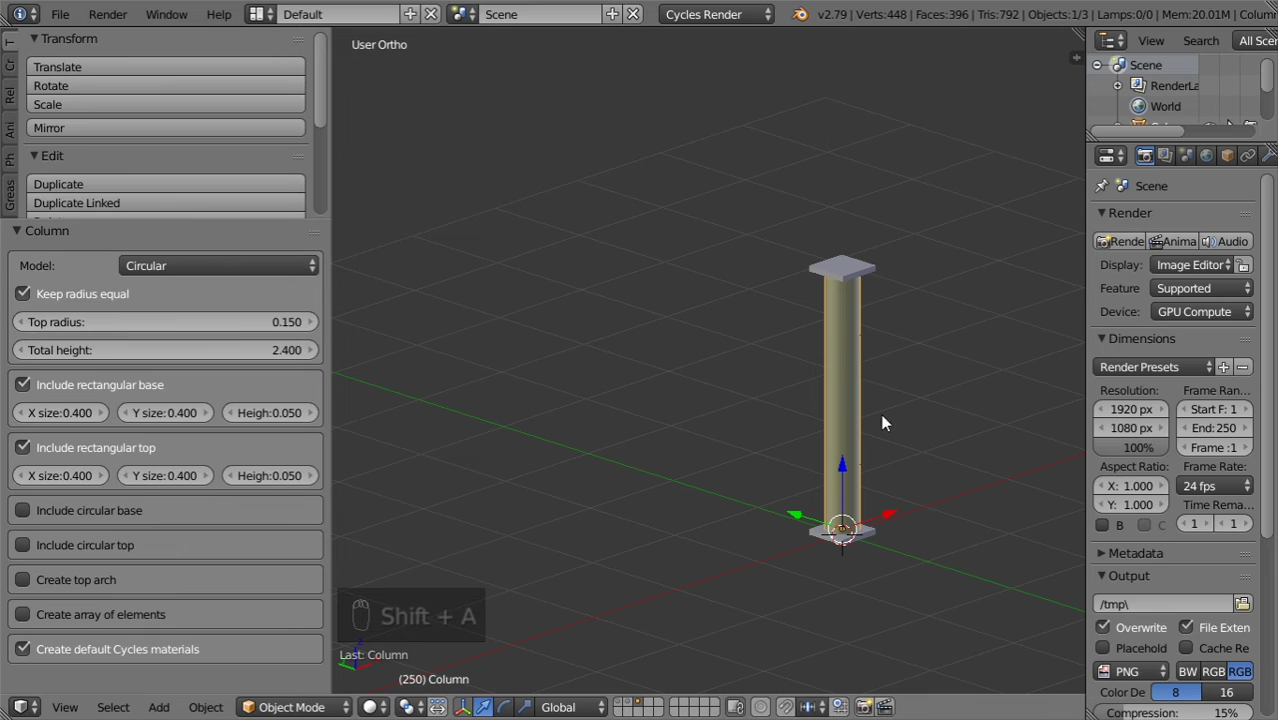 File Render Window Help Default Scene Cycles Render v2.79 | Verts:448 | Faces:396 | Tris:792 | Objects:1/3 | Lamps:0/0 | Mem:20.01M | Colum
Transform
Translate
Rotate
Scale
Mirror
Edit
Duplicate
Duplicate Linked
T
Cr
Rel
Ani
Ph
Greas
Column
Model: Circular
Keep radius equal
Top radius: 0.150
Total height: 2.400
Include rectangular base
X size:0.400 Y size:0.400 Heigh:0.050
Include rectangular top
X size:0.400 Y size:0.400 Heigh:0.050
Include circular base
Include circular top
Create top arch
Create array of elements
Create default Cycles materials
User Ortho
Shift + A
Last: Column
(250) Column
View Select Add Object Object Mode Global
View Search All Scen
Scene
RenderLa
World
Scene
Render
Rende Anima Audio
Display: Image Editor
Feature Supported
Device: GPU Compute
Dimensions
Render Presets
Resolution: Frame Ran
1920 px Start F: 1
1080 px End:250
100% Frame :1
Aspect Ratio: Frame Rate:
X: 1.000 24 fps
Y: 1.000 Time Rema
B C 1 1
Metadata
Output
/tmp\
Overwrite File Exten
Placehold Cache Re
PNG BW RGB RGB
Color De 8 16
Compression: 15%